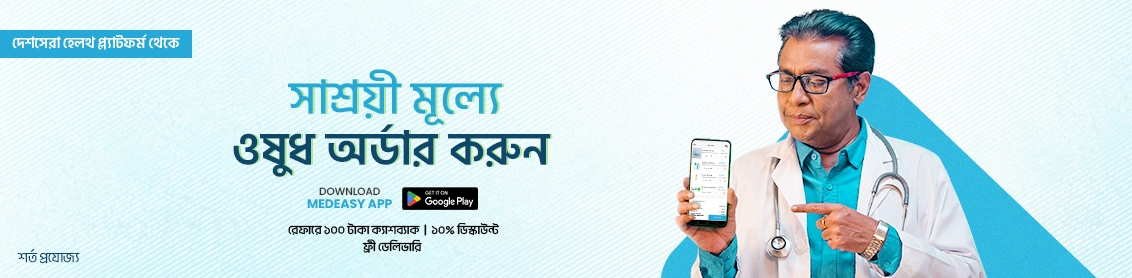 দেশসেরা হেলথ প্ল্যাটফর্ম থেকে
সাশ্রয়ী মূল্যে
ওষুধ অর্ডার করুন
DOWNLOAD
MEDEASY APP
GET IT ON
Google Play
রেফারে ১০০ টাকা ক্যাশব্যাক | ১০% ডিস্কাউন্ট
ফ্রী ডেলিভারি
শর্ত প্রযোজ্য